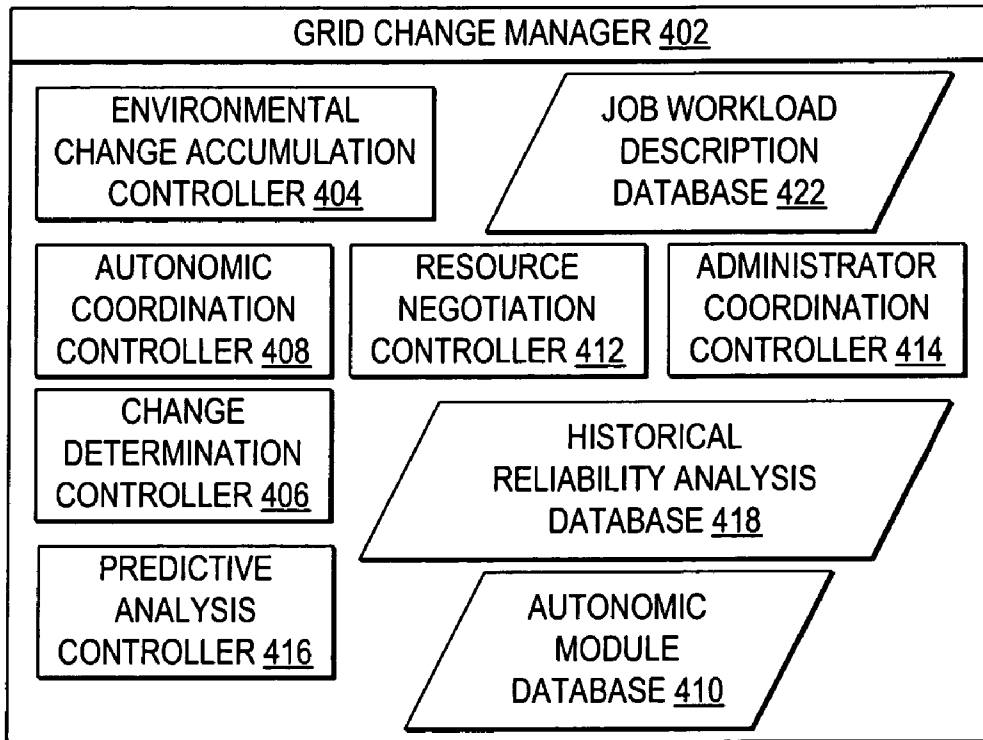 GRID CHANGE MANAGER 402
ENVIRONMENTAL
CHANGE ACCUMULATION
CONTROLLER 404
JOB WORKLOAD
DESCRIPTION
DATABASE 422
AUTONOMIC
COORDINATION
CONTROLLER 408
RESOURCE
NEGOTIATION
CONTROLLER 412
ADMINISTRATOR
COORDINATION
CONTROLLER 414
CHANGE
DETERMINATION
CONTROLLER 406
HISTORICAL
RELIABILITY ANALYSIS
DATABASE 418
PREDICTIVE
ANALYSIS
CONTROLLER 416
AUTONOMIC
MODULE
DATABASE 410